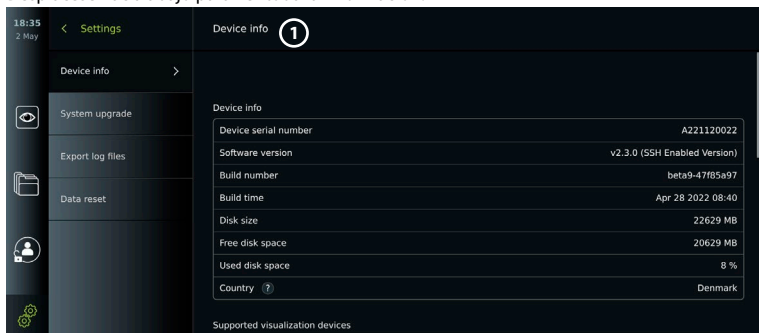 18:35
2 May
Settings
Device info
1
Device info
System upgrade
Export log files
Data reset
Device info
Device serial number A221120022
Software version v2.3.0 (SSH Enabled Version)
Build number beta9-47f85a97
Build time Apr 28 2022 08:40
Disk size 22629 MB
Free disk space 20629 MB
Used disk space 8 %
Country ? Denmark
Supported visualization devices